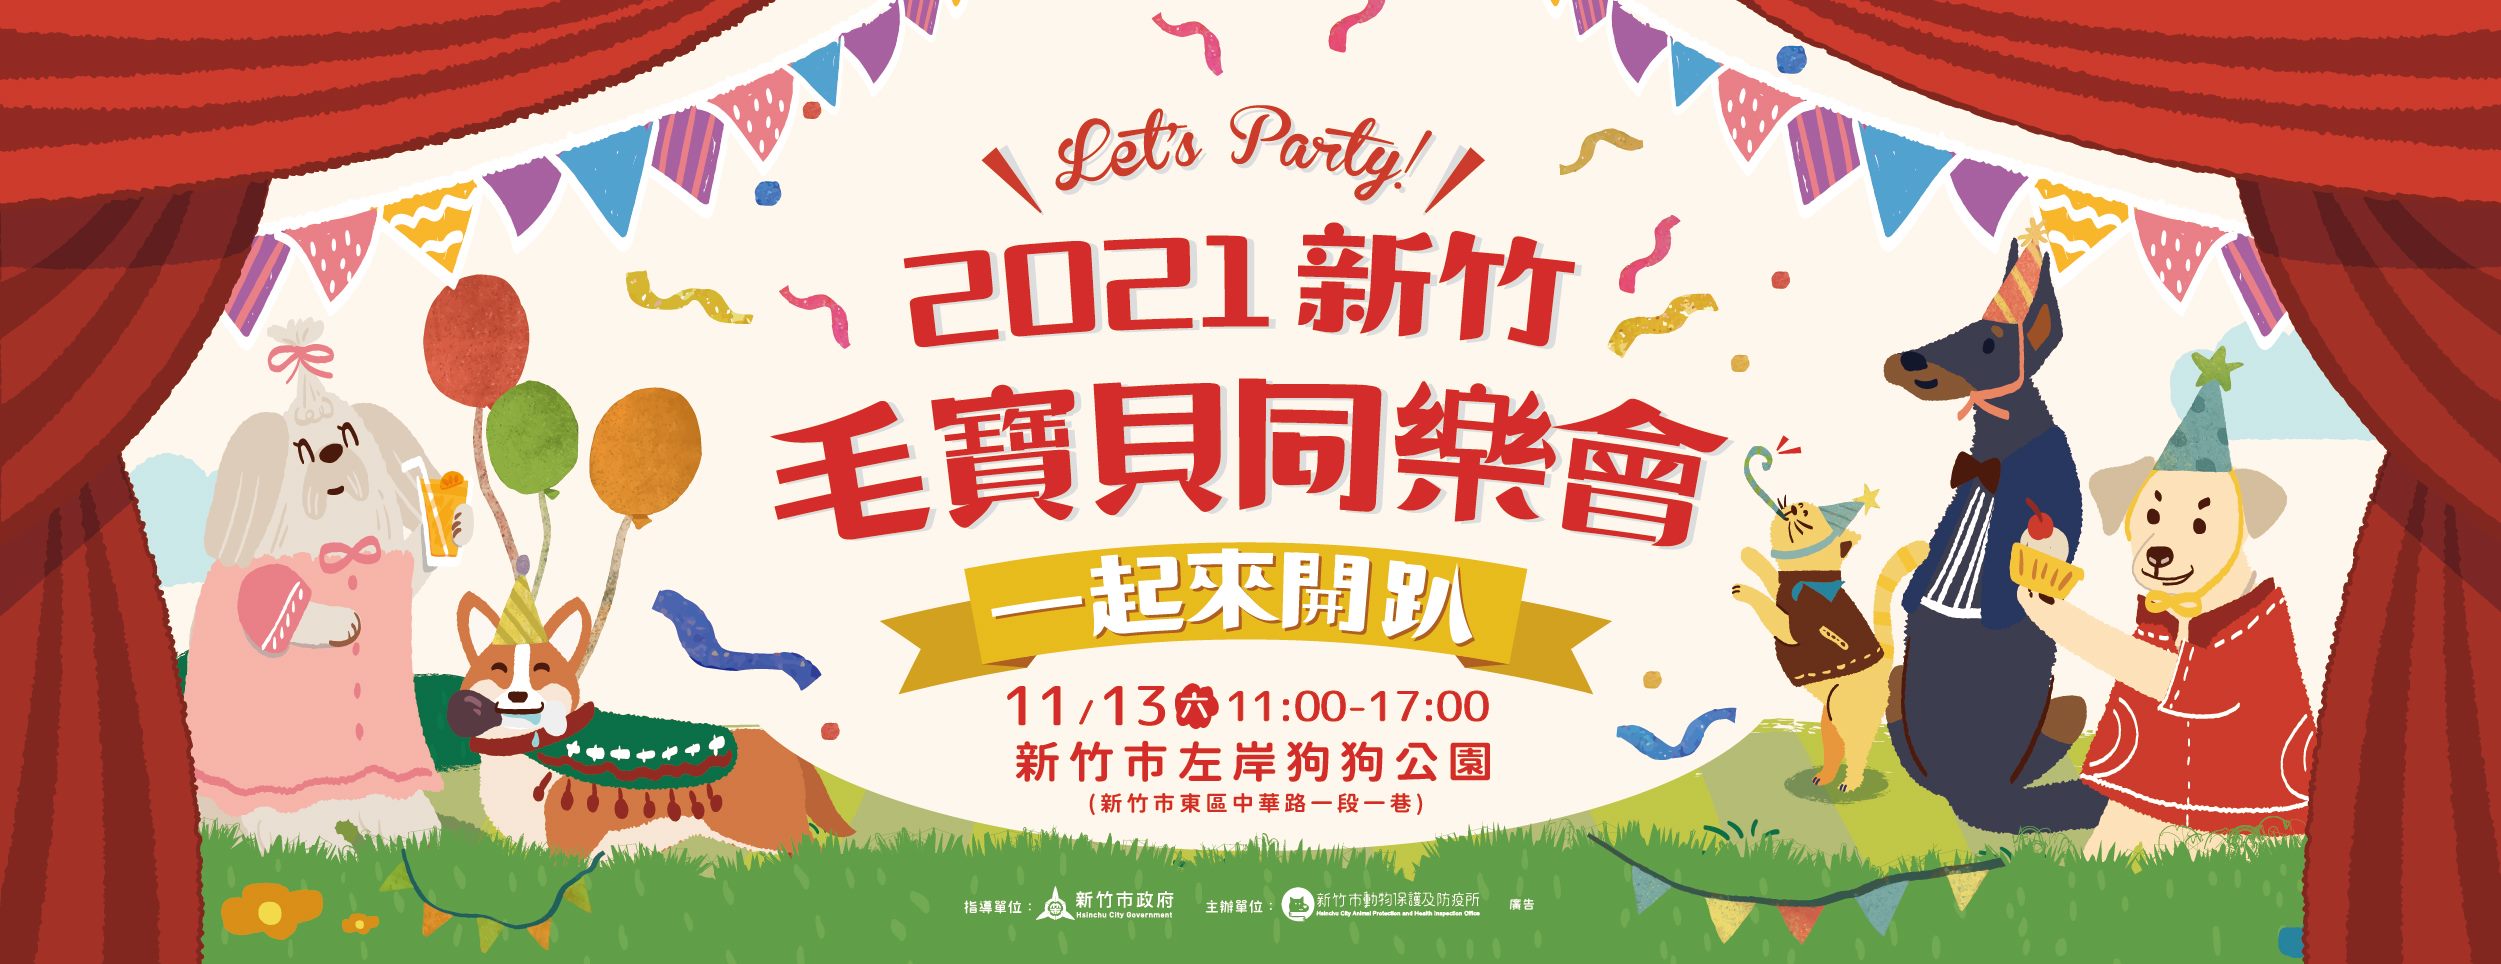 Let's Party!
2021 新竹
毛寶貝同樂會
一起來開趴
11/13 六 11:00-17:00
新竹市左岸狗狗公園
(新竹市東區中華路一段一巷)
指導單位： 新竹市政府 Hsinchu City Government 主辦單位： 新竹市動物保護及防疫所 Hsinchu City Animal Protection and Health Inspection Office 廣告